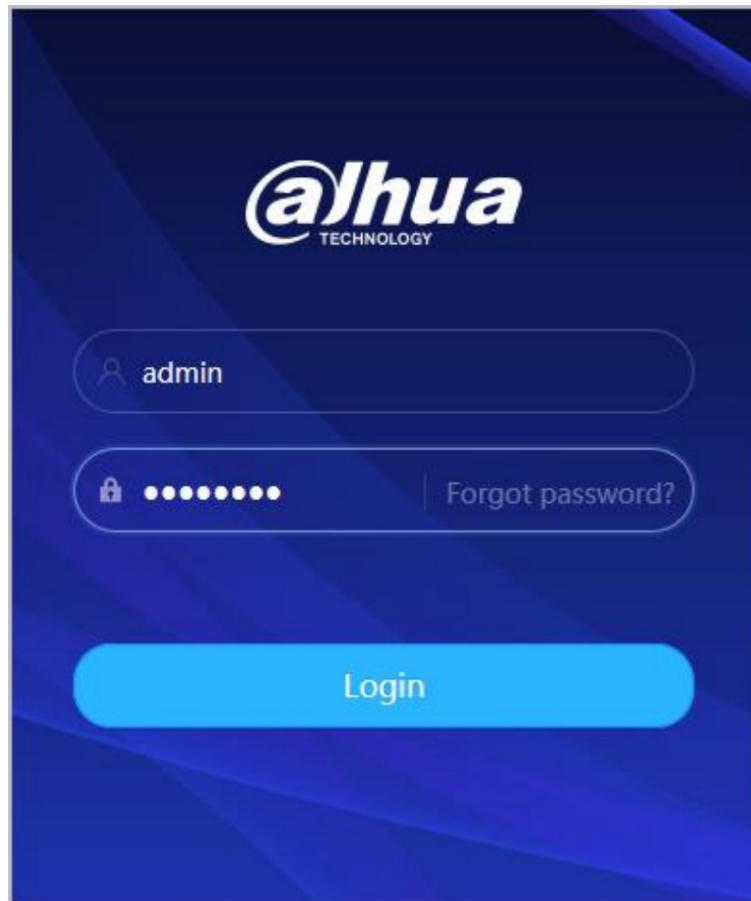 alhua
TECHNOLOGY
admin
••••••••
Forgot password?
Login